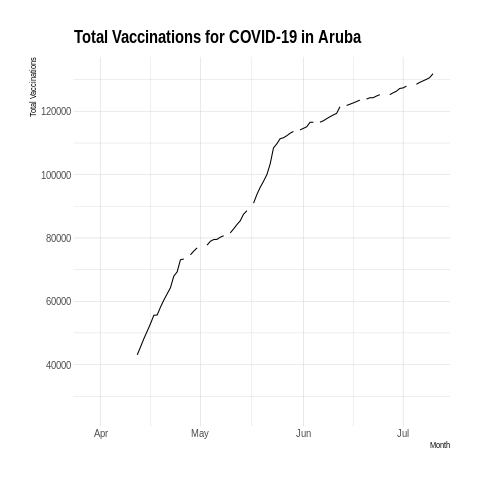 Total Vaccinations for COVID-19 in Aruba
Total Vaccinations
120000
100000
80000
60000
40000
Apr May Jun Jul
Month